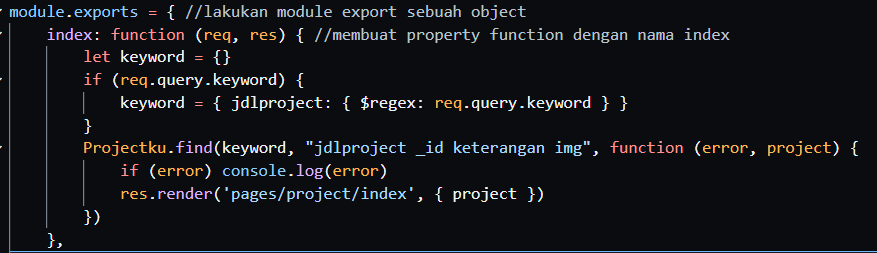 module.exports = { //lakukan module export sebuah object
    index: function (req, res) { //membuat property function dengan nama index
        let keyword = {}
        if (req.query.keyword) {
            keyword = { jdlproject: { $regex: req.query.keyword } }
        }
        Projectku.find(keyword, "jdlproject _id keterangan img", function (error, project) {
            if (error) console.log(error)
            res.render('pages/project/index', { project })
        })
    },